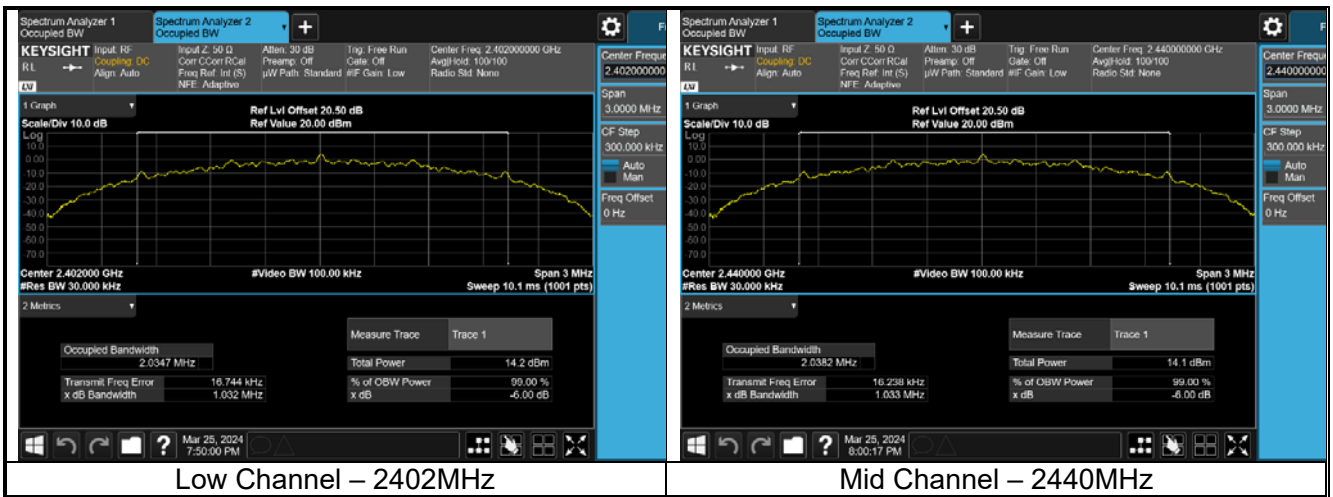 Spectrum Analyzer 1
Occupied BW
Spectrum Analyzer 2
Occupied BW
KEYSIGHT
RL
LXI
Input: RF
Coupling: DC
Align: Auto
Input Z: 50 Ω
Corr CCorr RCal
Freq Ref: Int (S)
NFE: Adaptive
Atten: 30 dB
Preamp: Off
µW Path: Standard
Trig: Free Run
Gate: Off
#IF Gain: Low
Center Freq: 2.402000000 GHz
Avg|Hold: 100/100
Radio Std: None
Center Freque
2.402000000
Span
3.0000 MHz
CF Step
300.000 kHz
Auto
Man
Freq Offset
0 Hz
1 Graph
Scale/Div 10.0 dB
Ref Lvl Offset 20.50 dB
Ref Value 20.00 dBm
Log
10.0
0.00
-10.0
-20.0
-30.0
-40.0
-50.0
-60.0
-70.0
Center 2.402000 GHz
#Video BW 100.00 kHz
Span 3 MHz
#Res BW 30.000 kHz
Sweep 10.1 ms (1001 pts)
2 Metrics
Measure Trace Trace 1
Occupied Bandwidth
2.0347 MHz
Total Power 14.2 dBm
Transmit Freq Error 16.744 kHz
% of OBW Power 99.00 %
x dB Bandwidth 1.032 MHz
x dB -6.00 dB
Mar 25, 2024
7:50:00 PM
Low Channel – 2402MHz
Spectrum Analyzer 1
Occupied BW
Spectrum Analyzer 2
Occupied BW
KEYSIGHT
RL
LXI
Input: RF
Coupling: DC
Align: Auto
Input Z: 50 Ω
Corr CCorr RCal
Freq Ref: Int (S)
NFE: Adaptive
Atten: 30 dB
Preamp: Off
µW Path: Standard
Trig: Free Run
Gate: Off
#IF Gain: Low
Center Freq: 2.440000000 GHz
Avg|Hold: 100/100
Radio Std: None
Center Freque
2.440000000
Span
3.0000 MHz
CF Step
300.000 kHz
Auto
Man
Freq Offset
0 Hz
1 Graph
Scale/Div 10.0 dB
Ref Lvl Offset 20.50 dB
Ref Value 20.00 dBm
Log
10.0
0.00
-10.0
-20.0
-30.0
-40.0
-50.0
-60.0
-70.0
Center 2.440000 GHz
#Video BW 100.00 kHz
Span 3 MHz
#Res BW 30.000 kHz
Sweep 10.1 ms (1001 pts)
2 Metrics
Measure Trace Trace 1
Occupied Bandwidth
2.0382 MHz
Total Power 14.1 dBm
Transmit Freq Error 16.238 kHz
% of OBW Power 99.00 %
x dB Bandwidth 1.033 MHz
x dB -6.00 dB
Mar 25, 2024
8:00:17 PM
Mid Channel – 2440MHz